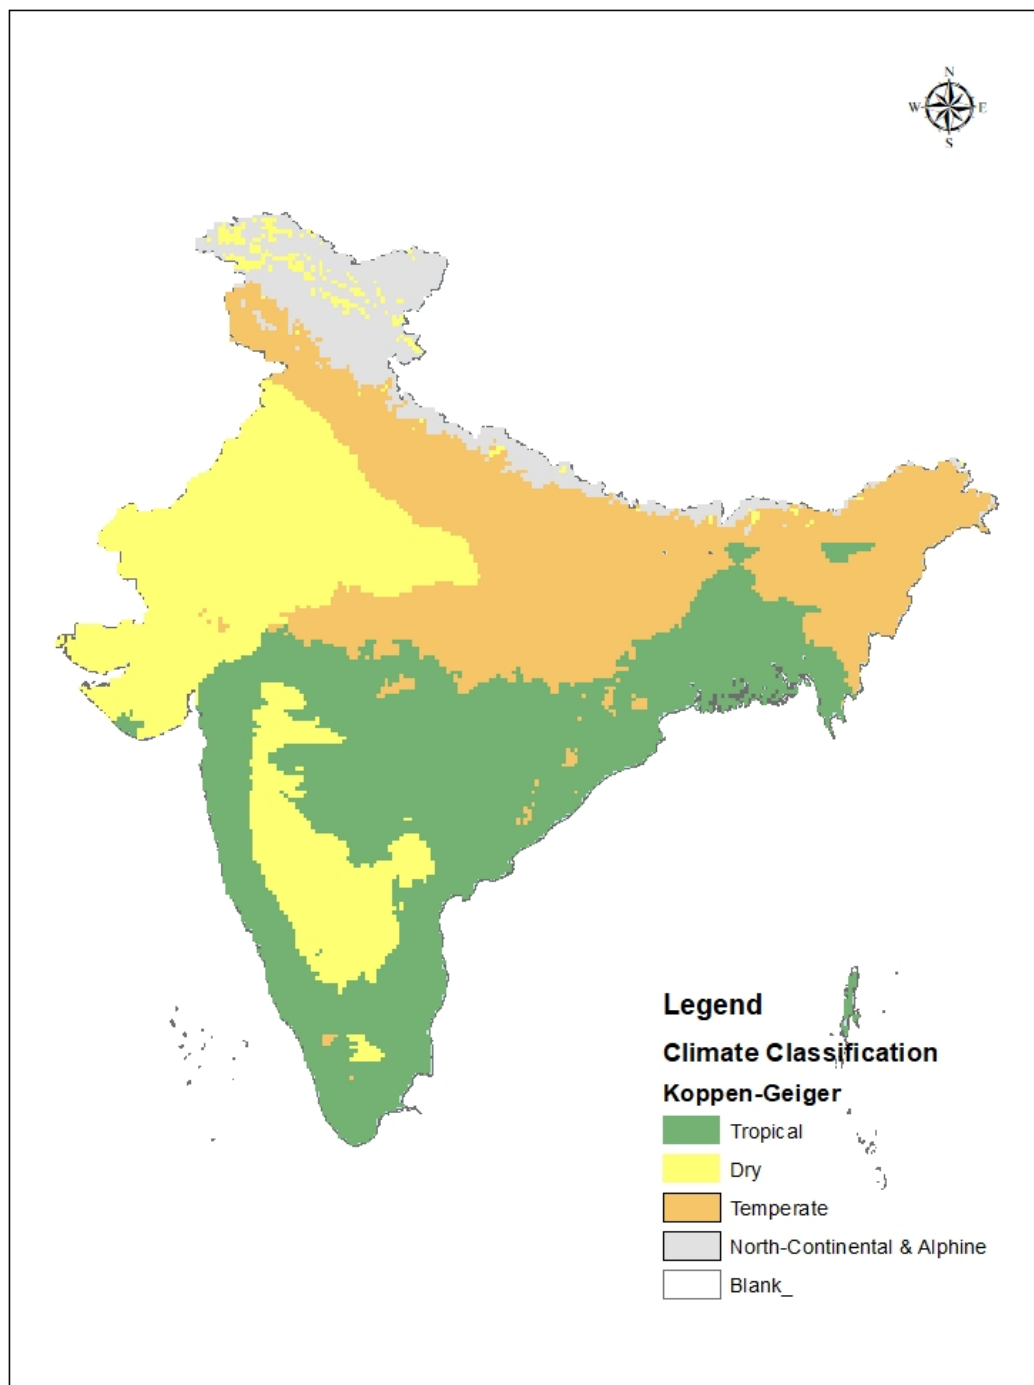 N
W E
S
Legend
Climate Classification
Koppen-Geiger
Tropical
Dry
Temperate
North-Continental & Alphine
Blank_